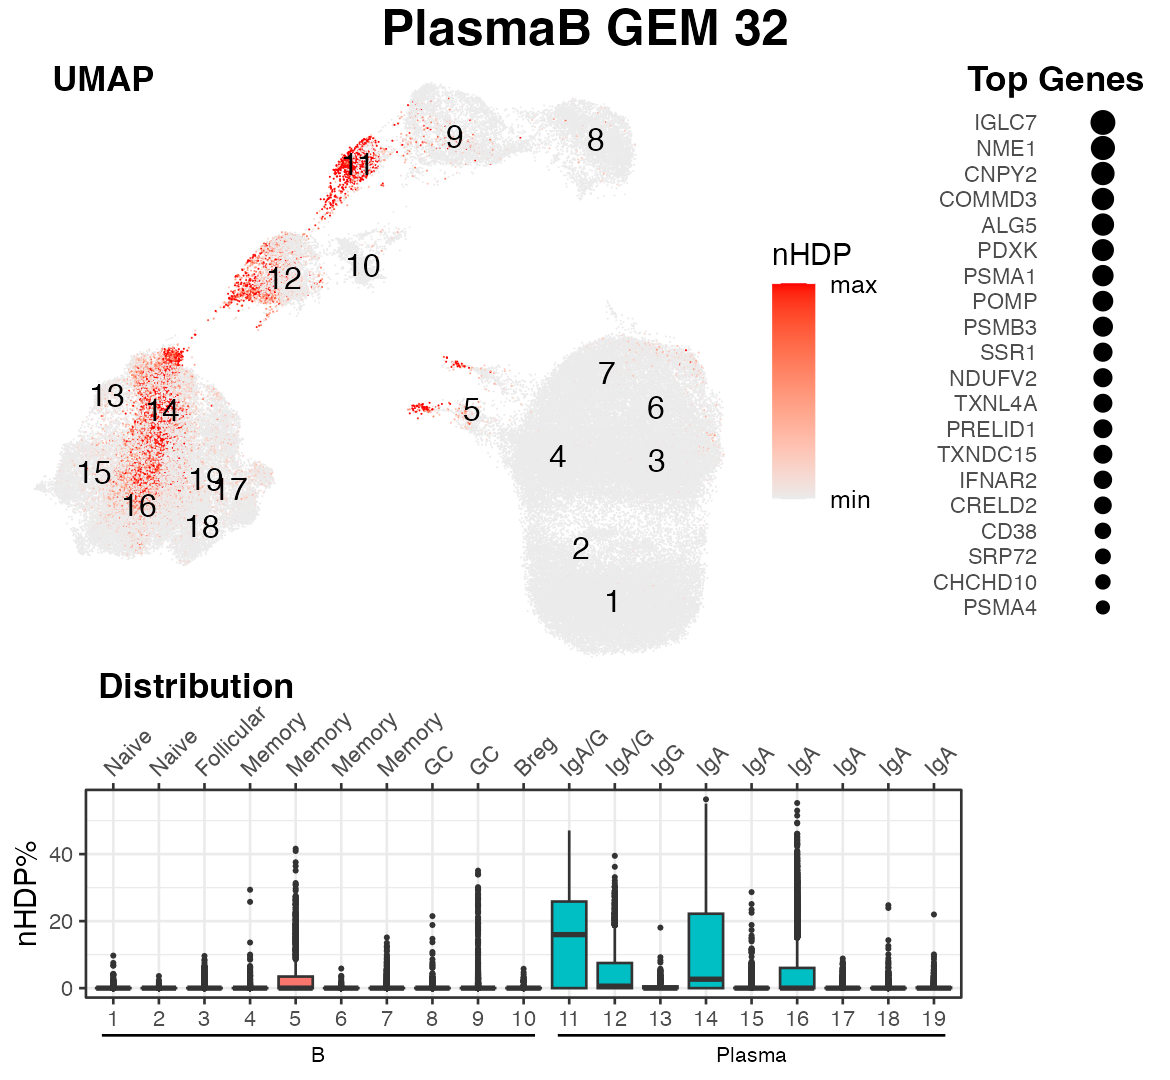 PlasmaB GEM 32
UMAP
Top Genes
9
8
11
12
10
7
13
14
5
6
4
3
15
19
17
16
18
2
1
nHDP
max
min
IGLC7
NME1
CNPY2
COMMD3
ALG5
PDXK
PSMA1
POMP
PSMB3
SSR1
NDUFV2
TXNL4A
PRELID1
TXNDC15
IFNAR2
CRELD2
CD38
SRP72
CHCHD10
PSMA4
Distribution
Naive
Naive
Follicular
Memory
Memory
Memory
Memory
GC
GC
Breg
IgA/G
IgA/G
IgG
IgA
IgA
IgA
IgA
IgA
IgA
nHDP%
40
20
0
1 2 3 4 5 6 7 8 9 10 11 12 13 14 15 16 17 18 19
B Plasma